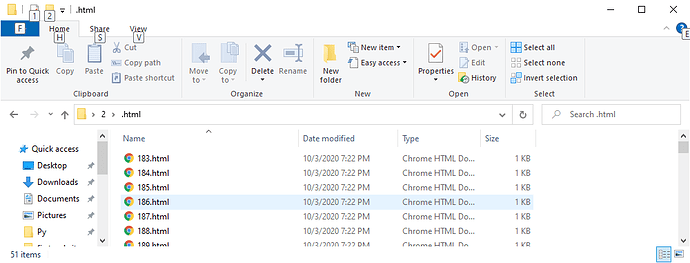 1 2 .html
F Home Share View E
H S V
Pin to Quick access
Copy
Paste
Cut
Copy path
Paste shortcut
Move to
Copy to
Delete
Rename
New folder
New item
Easy access
Properties
Open
Edit
History
Select all
Select none
Invert selection
Clipboard Organize New Open Select
2 .html
Search .html
Name Date modified Type Size
Quick access
Desktop
Downloads
Documents
Pictures
Py
183.html 10/3/2020 7:22 PM Chrome HTML Do... 1 KB
184.html 10/3/2020 7:22 PM Chrome HTML Do... 1 KB
185.html 10/3/2020 7:22 PM Chrome HTML Do... 1 KB
186.html 10/3/2020 7:22 PM Chrome HTML Do... 1 KB
187.html 10/3/2020 7:22 PM Chrome HTML Do... 1 KB
188.html 10/3/2020 7:22 PM Chrome HTML Do... 1 KB
189.html 10/3/2020 7:22 PM Chrome HTML Do... 1 KB
51 items